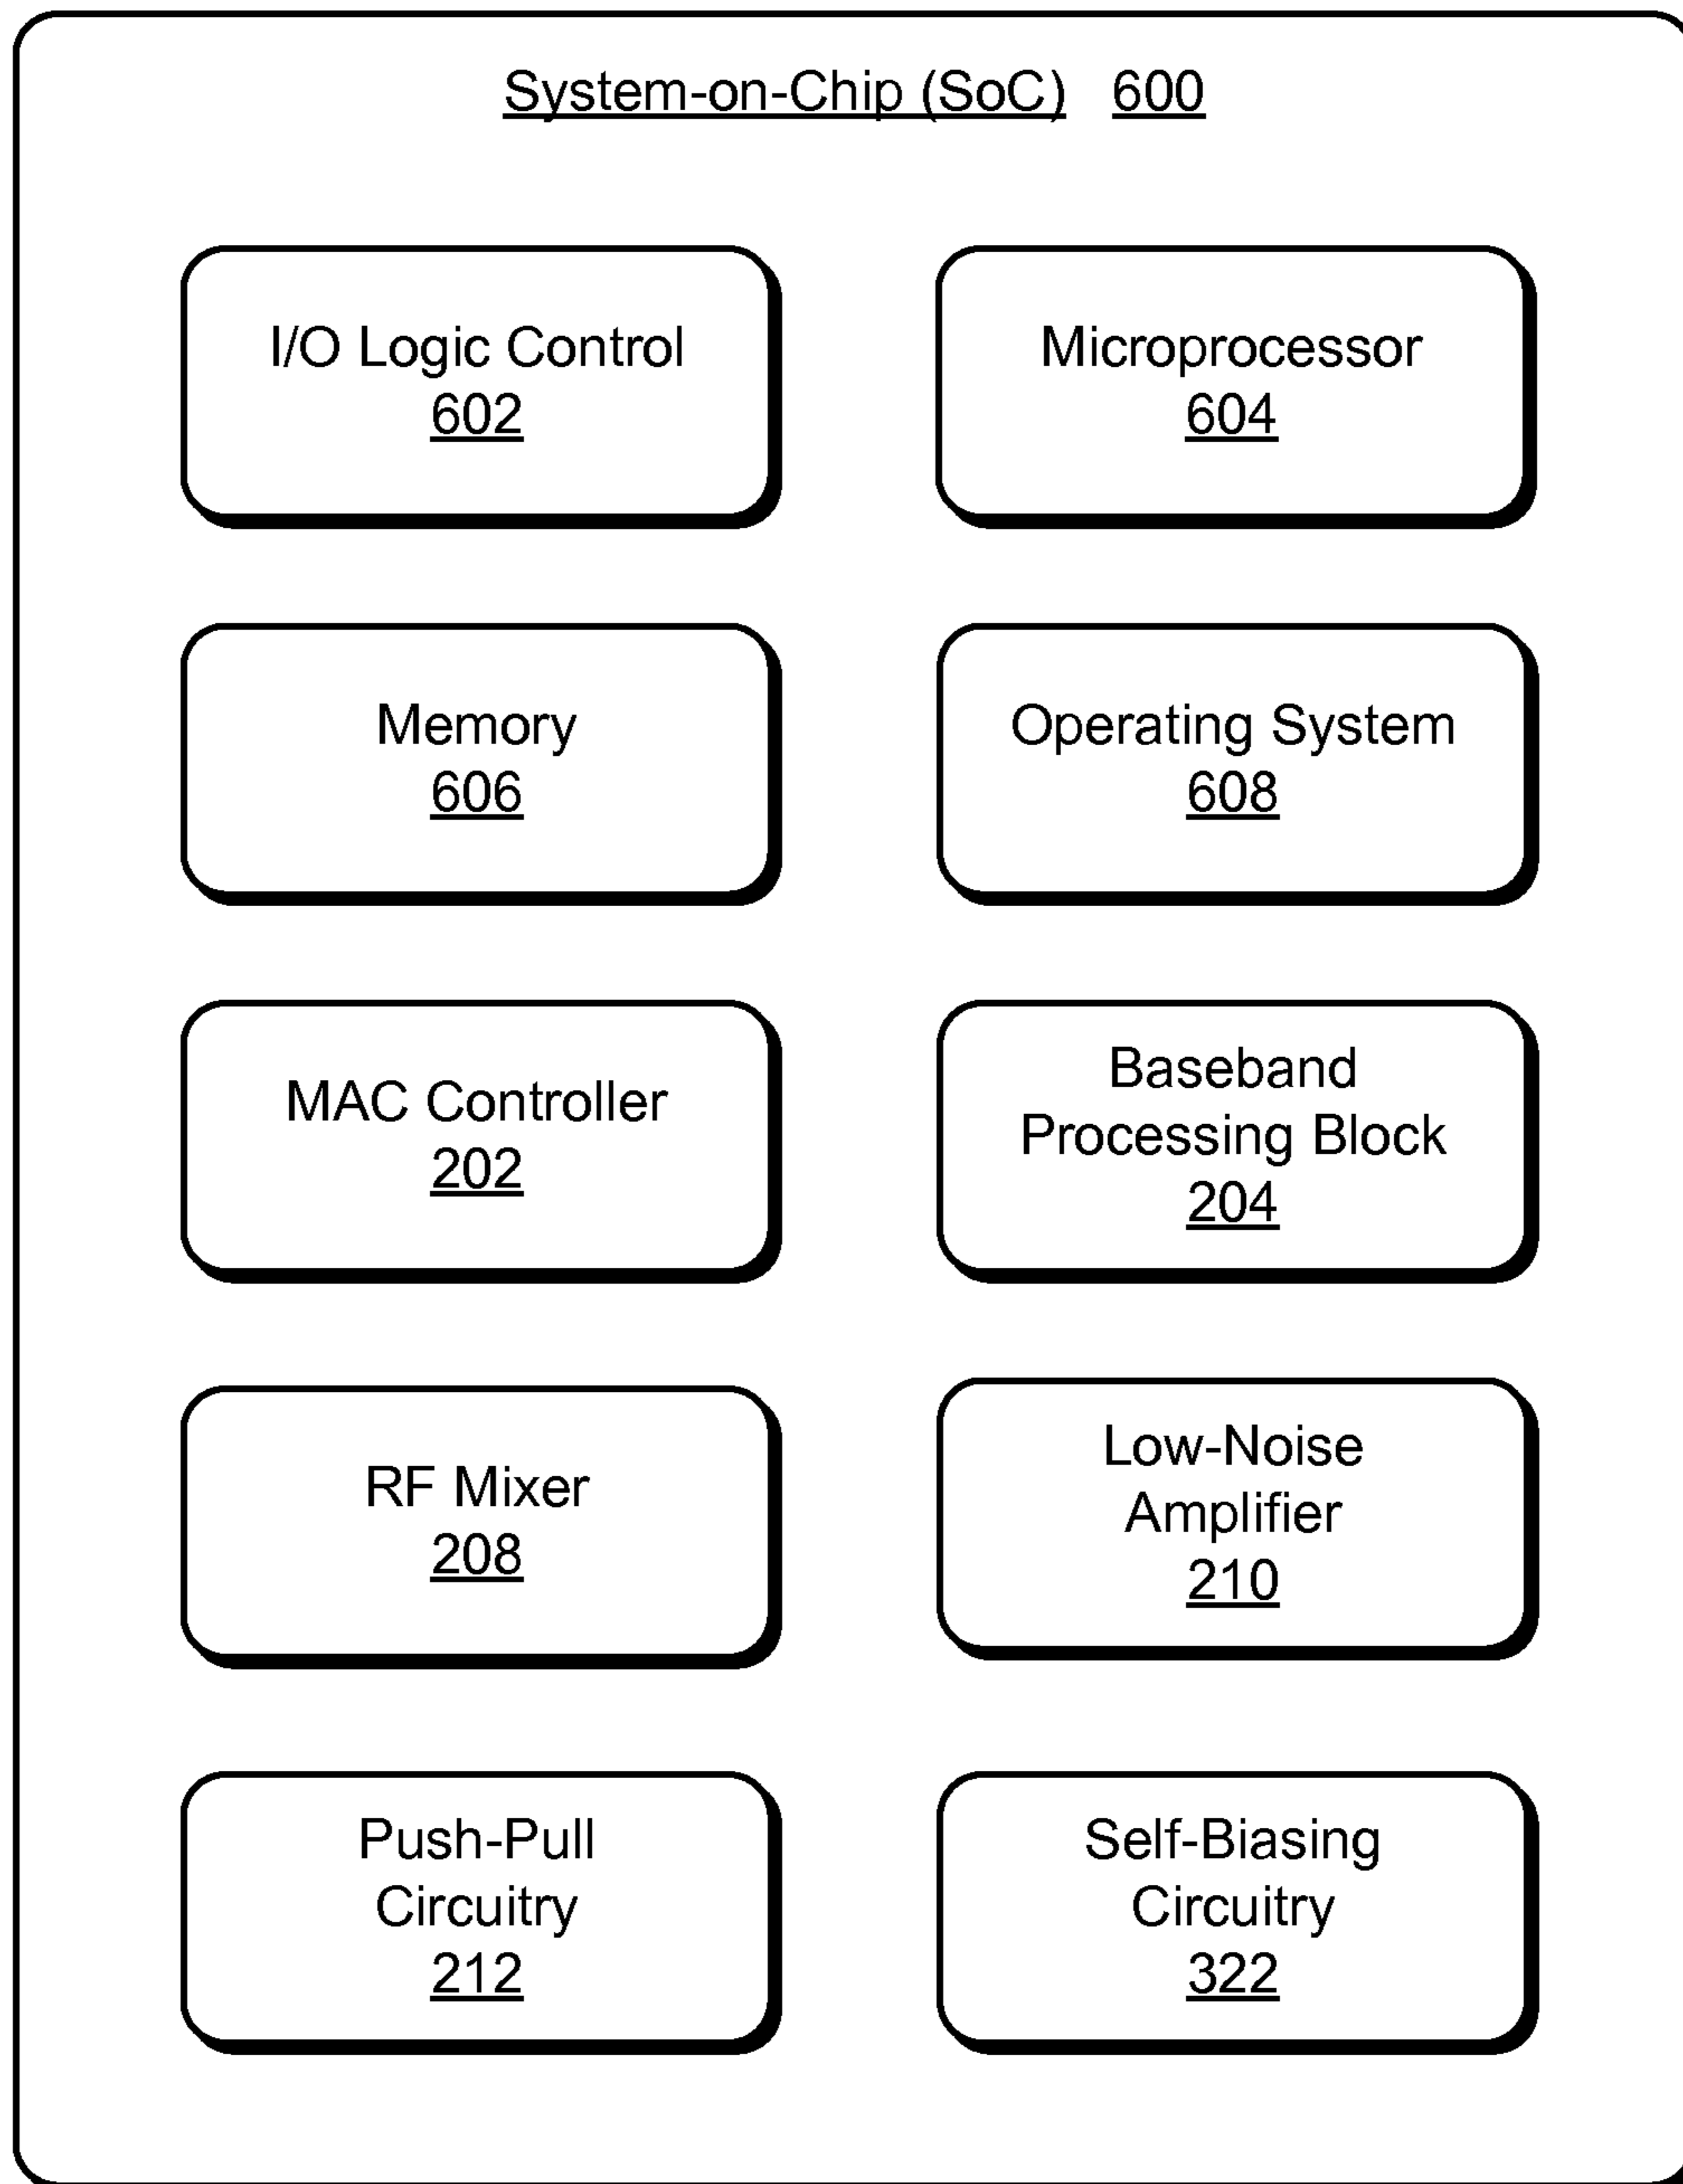 System-on-Chip (SoC) 600
I/O Logic Control
602
Microprocessor
604
Memory
606
Operating System
608
MAC Controller
202
Baseband
Processing Block
204
RF Mixer
208
Low-Noise
Amplifier
210
Push-Pull
Circuitry
212
Self-Biasing
Circuitry
322